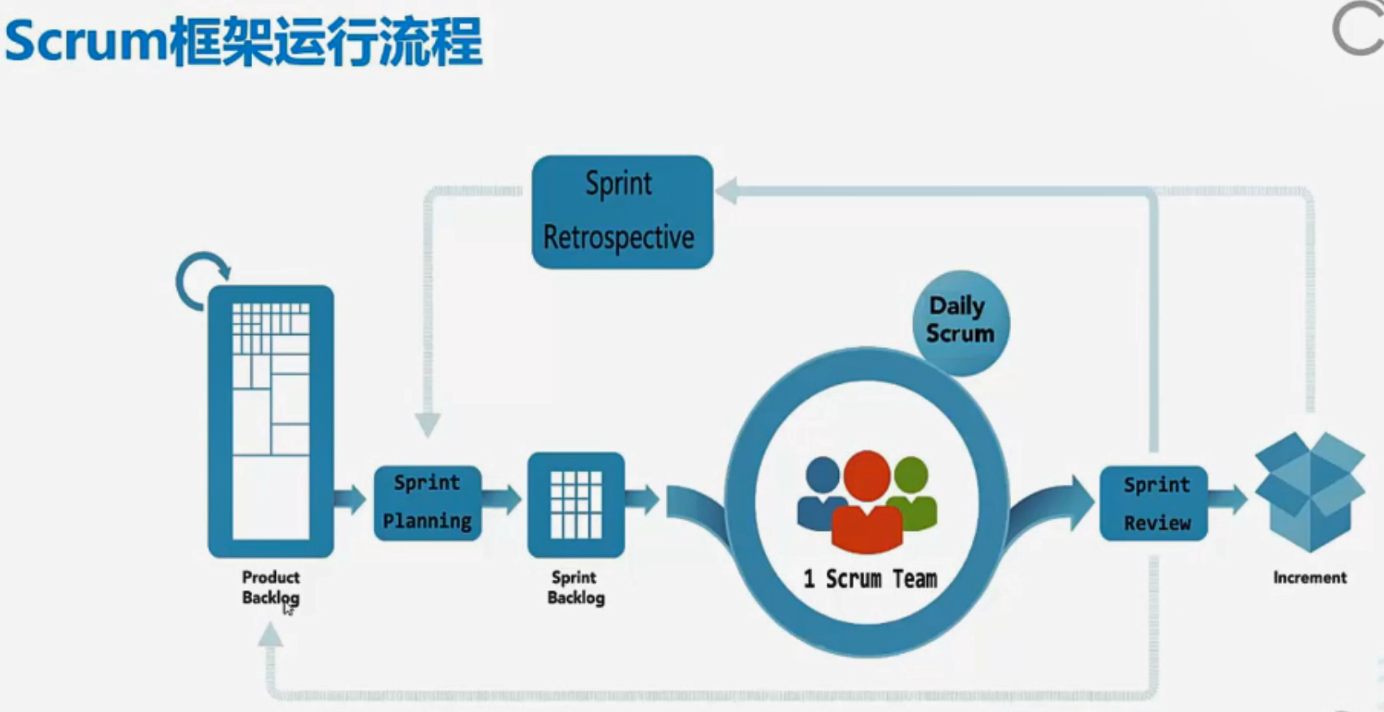 Scrum框架运行流程
Sprint
Retrospective
Daily
Scrum
Sprint
Planning
Sprint
Review
1 Scrum Team
Product
Backlog
Sprint
Backlog
Increment